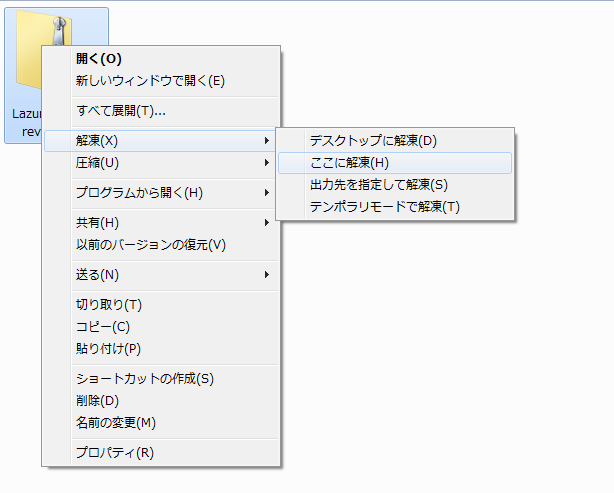 Lazur
rev
開く(O)
新しいウィンドウで開く(E)
すべて展開(T)...
解凍(X)
圧縮(U)
プログラムから開く(H)
共有(H)
以前のバージョンの復元(V)
送る(N)
切り取り(T)
コピー(C)
貼り付け(P)
ショートカットの作成(S)
削除(D)
名前の変更(M)
プロパティ(R)
デスクトップに解凍(D)
ここに解凍(H)
出力先を指定して解凍(S)
テンポラリモードで解凍(T)